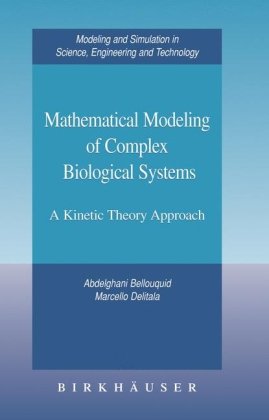 Modeling and Simulation in
Science, Engineering and Technology
Mathematical Modeling
of Complex
Biological Systems
A Kinetic Theory Approach
Abdelghani Bellouquid
Marcello Delitala
BIRKHÄUSER